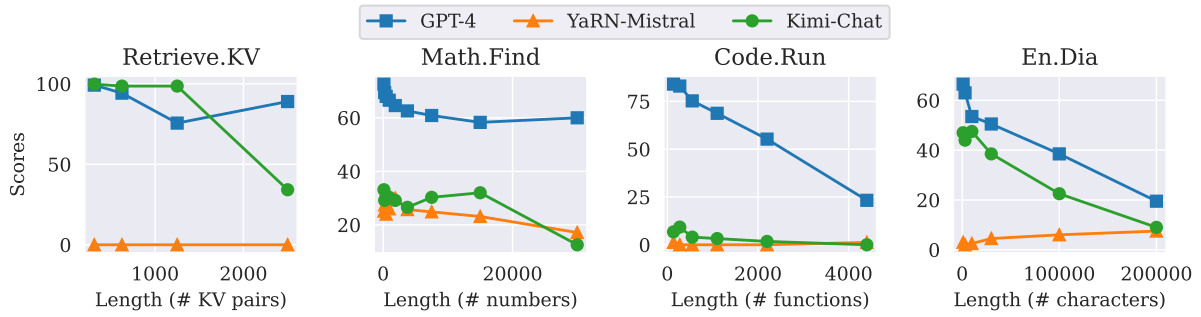 GPT-4 YaRN-Mistral Kimi-Chat
Retrieve.KV Math.Find Code.Run En.Dia
Scores
100
50
0
1000 2000
Length (# KV pairs)
60
40
20
0 20000
Length (# numbers)
75
50
25
0
0 2000 4000
Length (# functions)
60
40
20
0
0 100000 200000
Length (# characters)